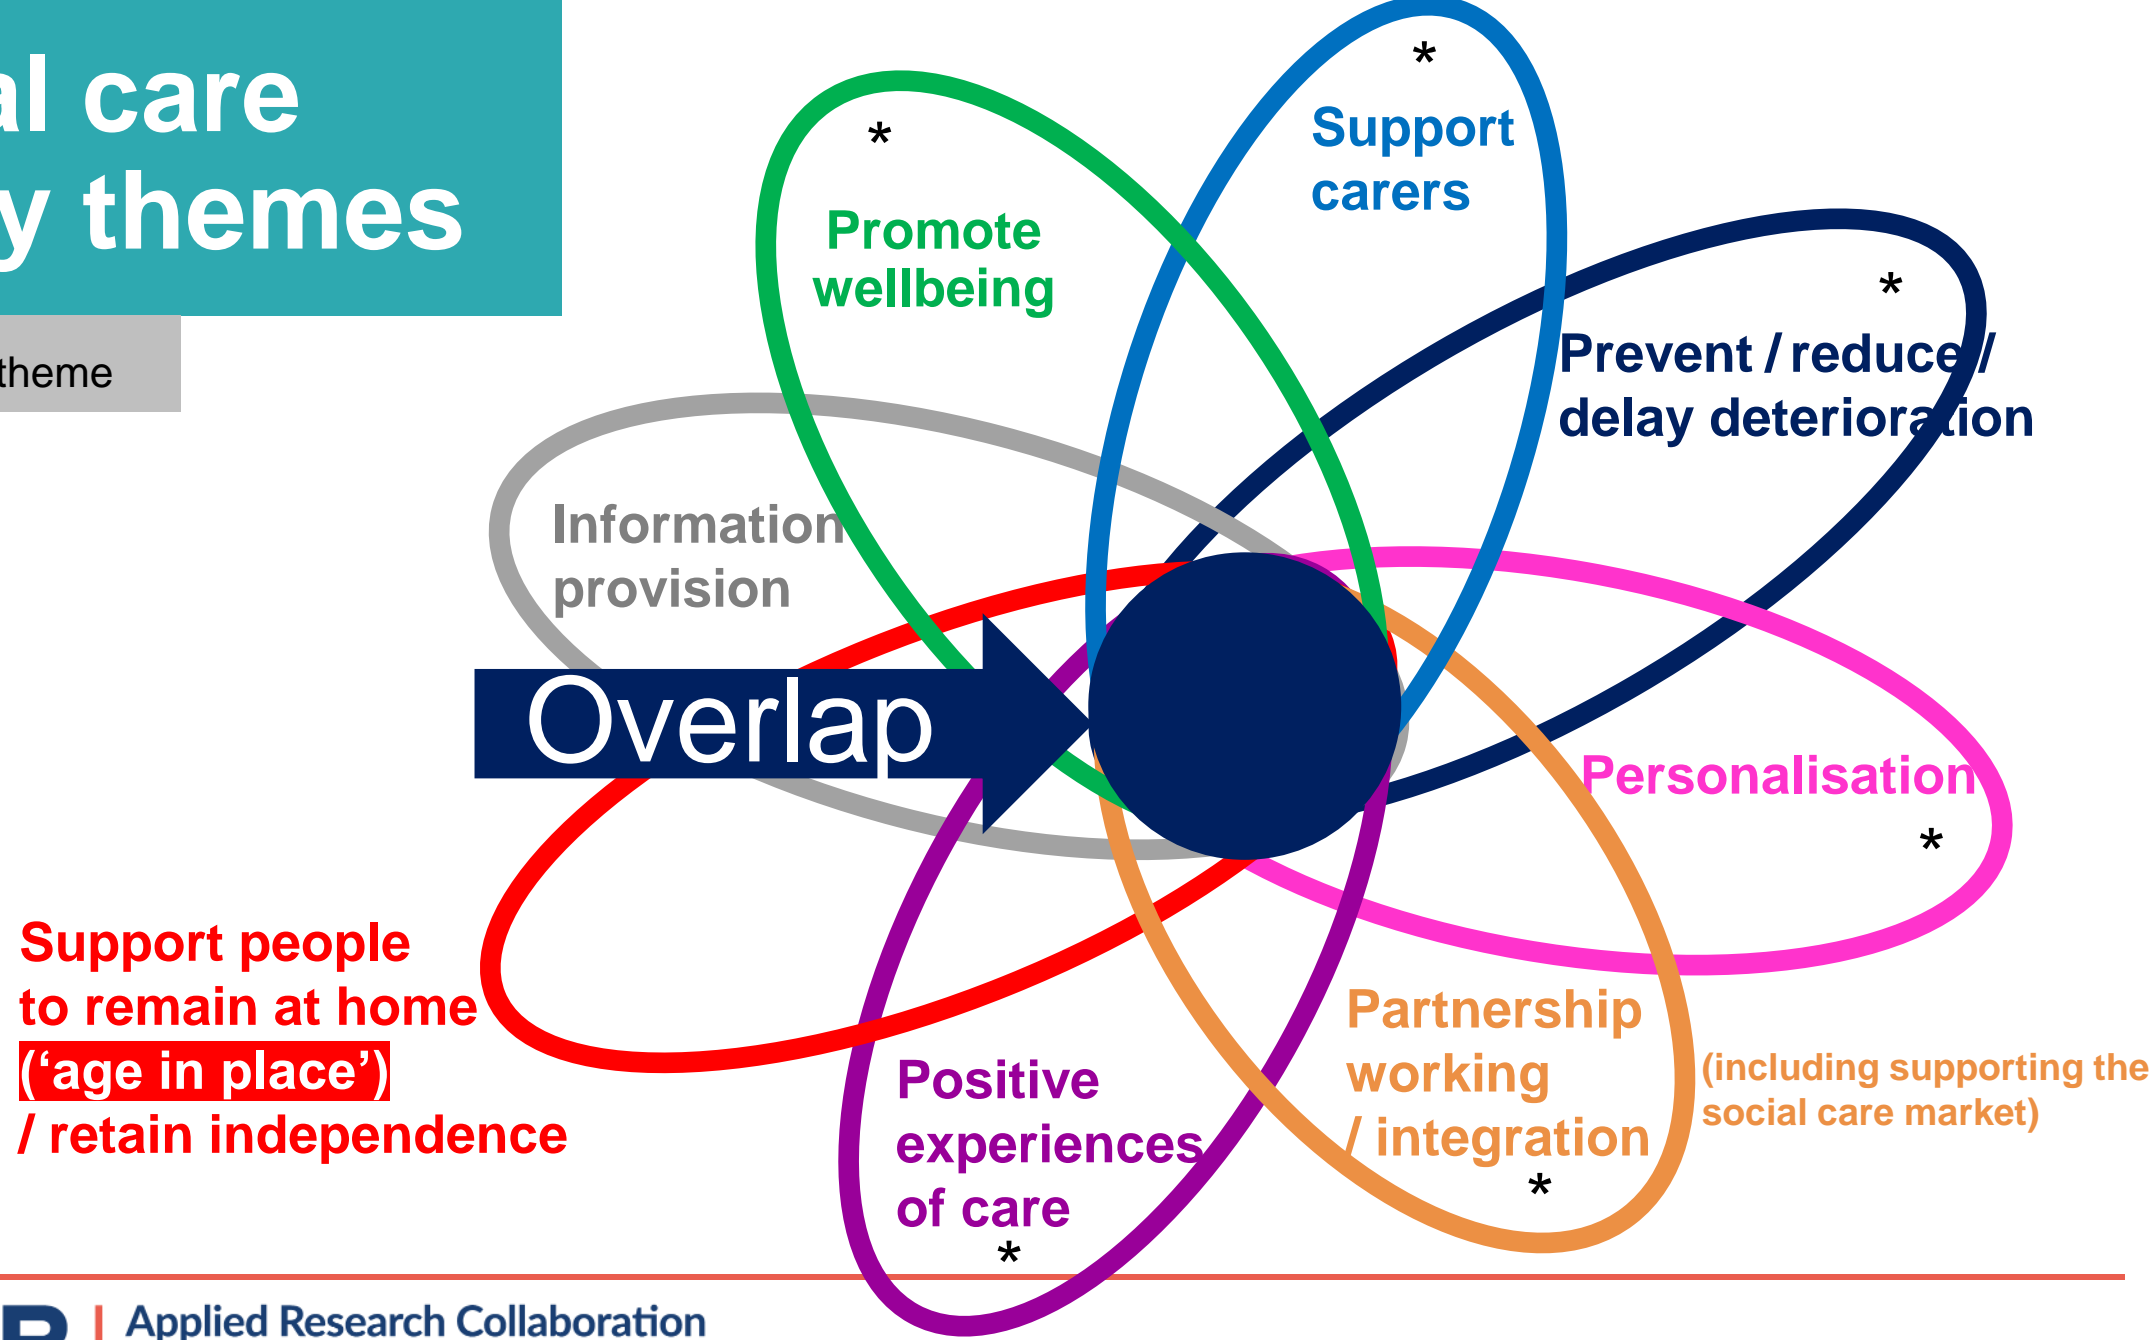 al care
y themes
theme
*
Support
carers
*
Promote
wellbeing
*
Prevent / reduce /
delay deterioration
Information
provision
Overlap
Personalisation
*
Support people
to remain at home
(‘age in place’)
/ retain independence
Positive
experiences
of care
*
Partnership
working
/ integration
*
(including supporting the
social care market)
Applied Research Collaboration